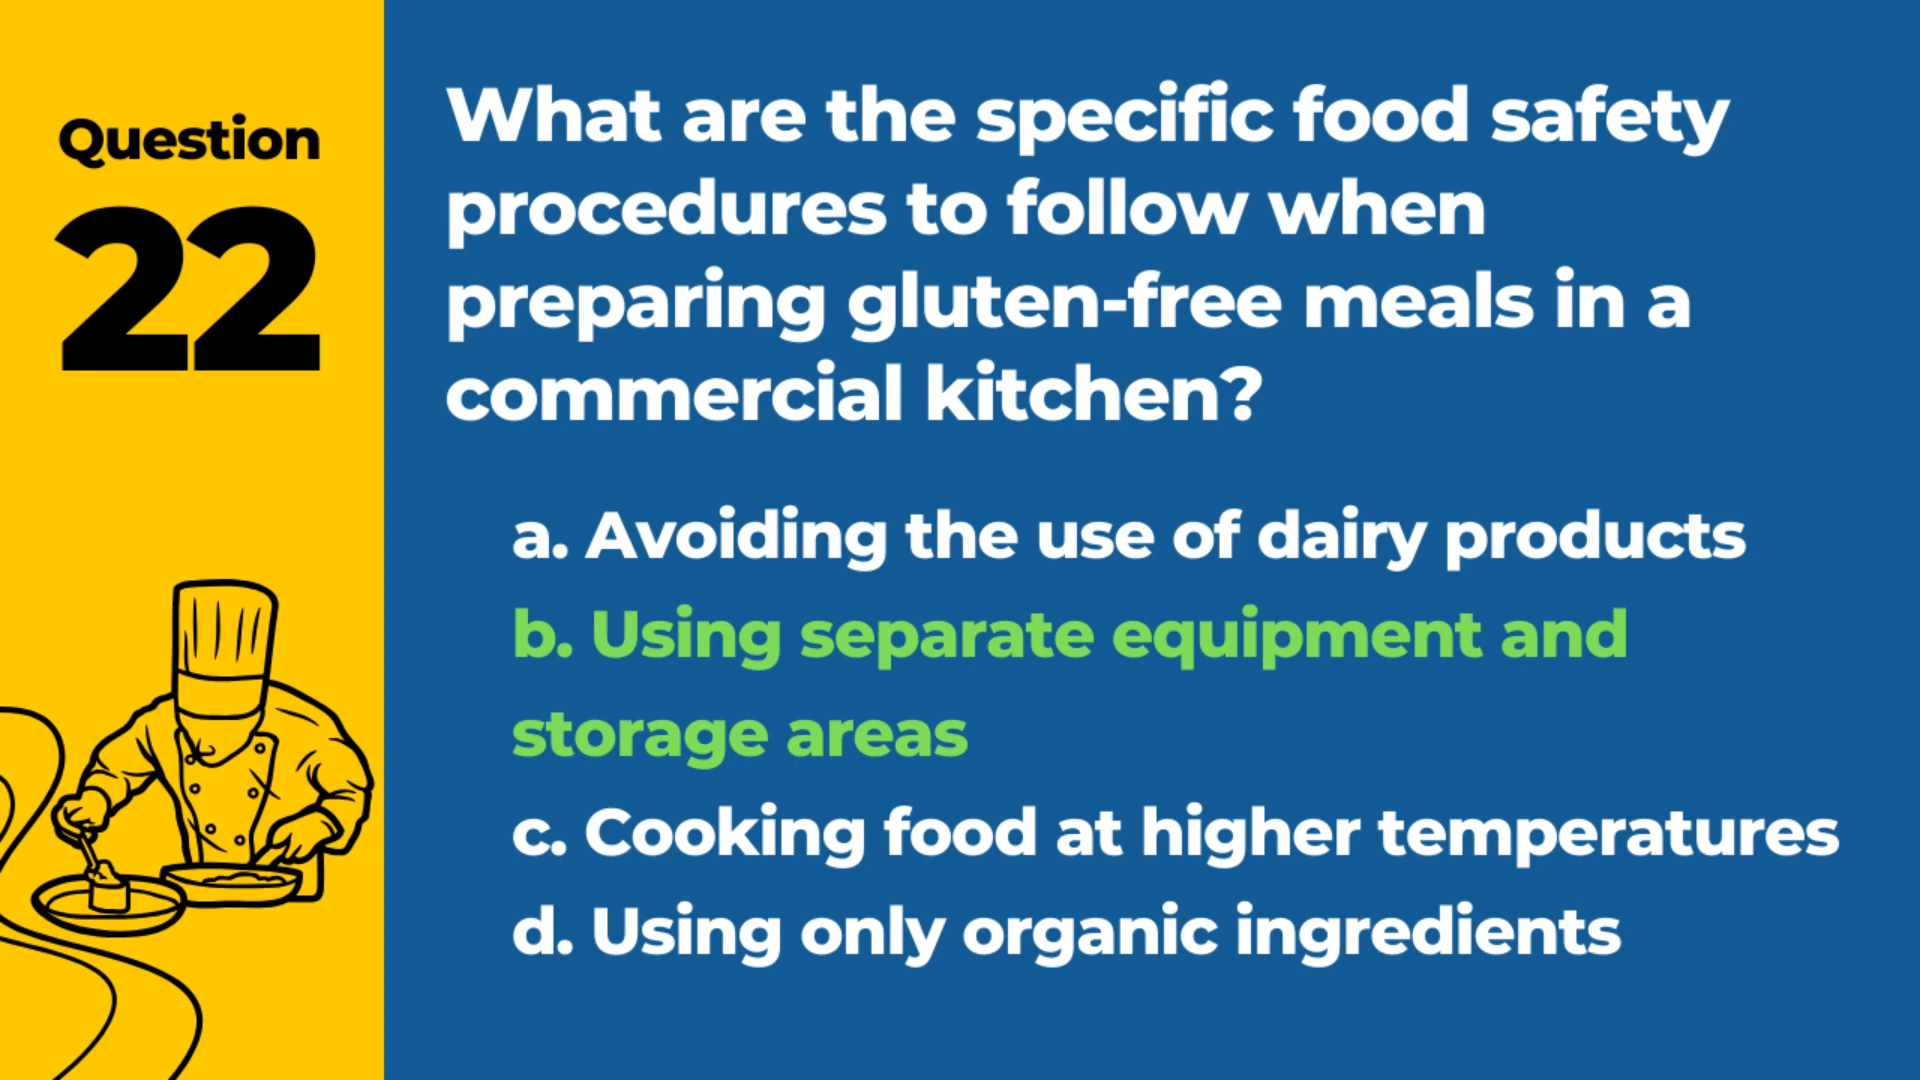 Question
22
What are the specific food safety
procedures to follow when
preparing gluten-free meals in a
commercial kitchen?
a. Avoiding the use of dairy products
b. Using separate equipment and
storage areas
c. Cooking food at higher temperatures
d. Using only organic ingredients